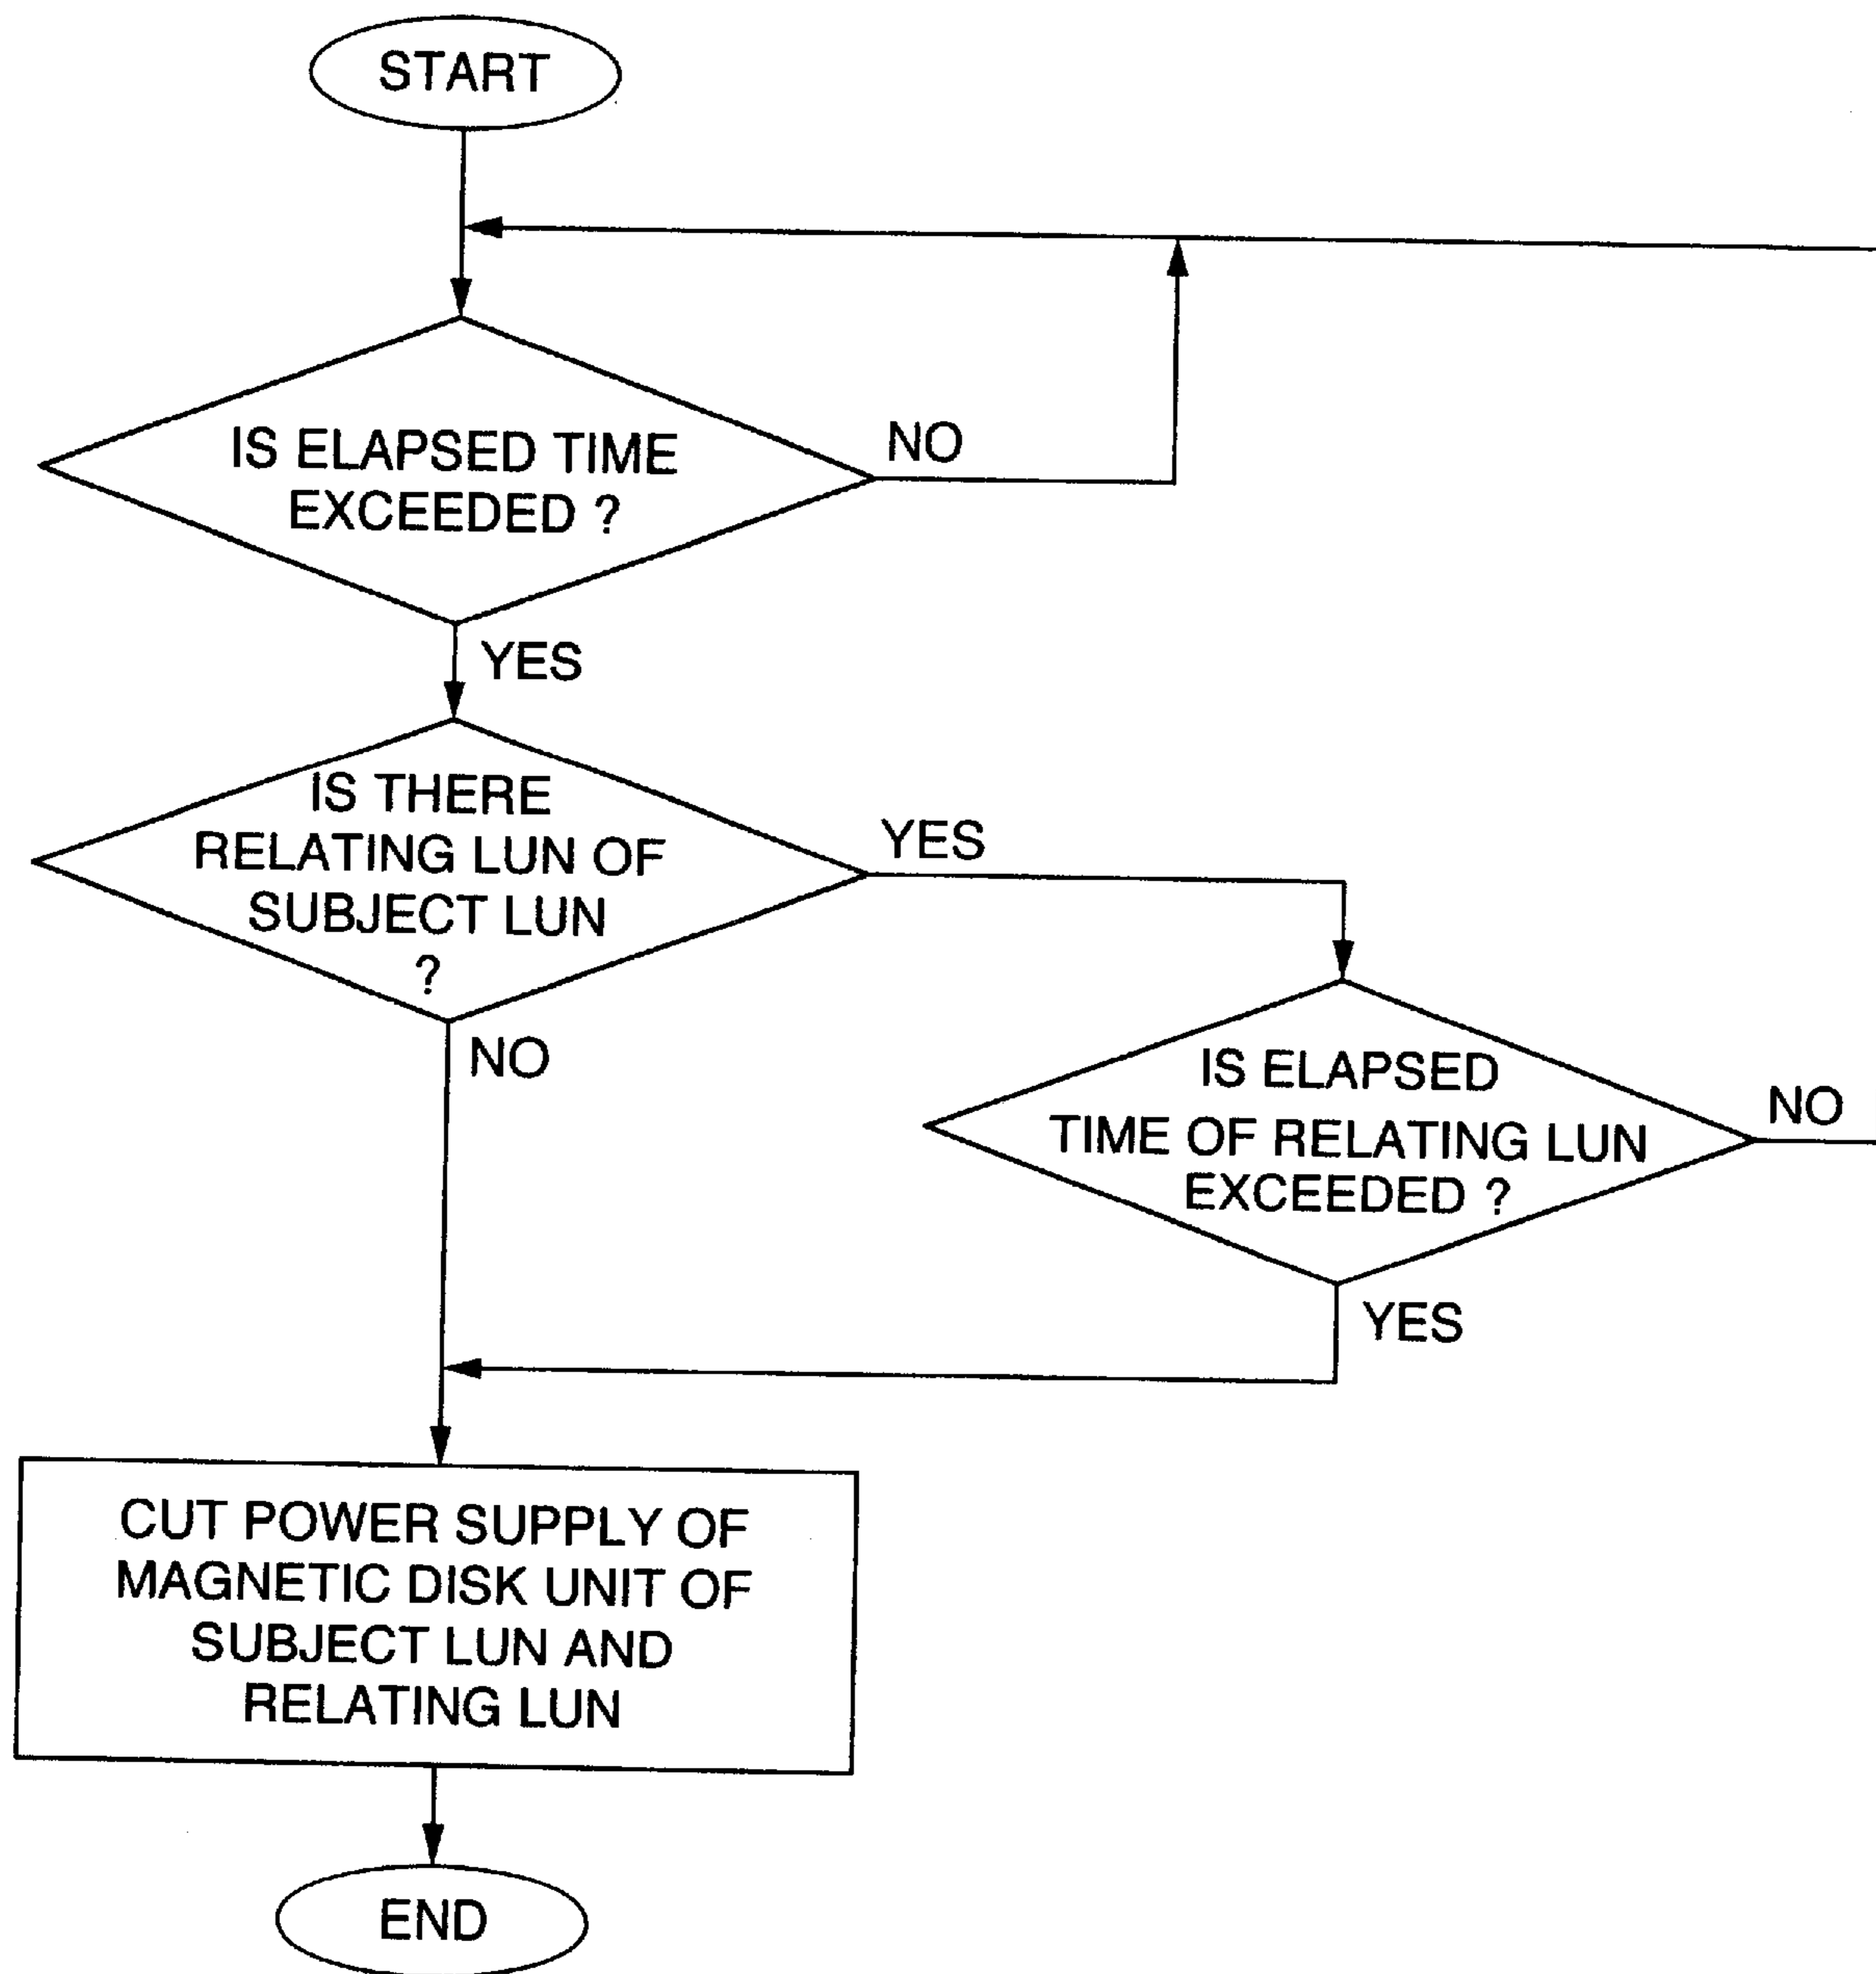 START
IS ELAPSED TIME
EXCEEDED ?
NO
YES
IS THERE
RELATING LUN OF
SUBJECT LUN
?
YES
NO
IS ELAPSED
TIME OF RELATING LUN
EXCEEDED ?
NO
YES
CUT POWER SUPPLY OF
MAGNETIC DISK UNIT OF
SUBJECT LUN AND
RELATING LUN
END